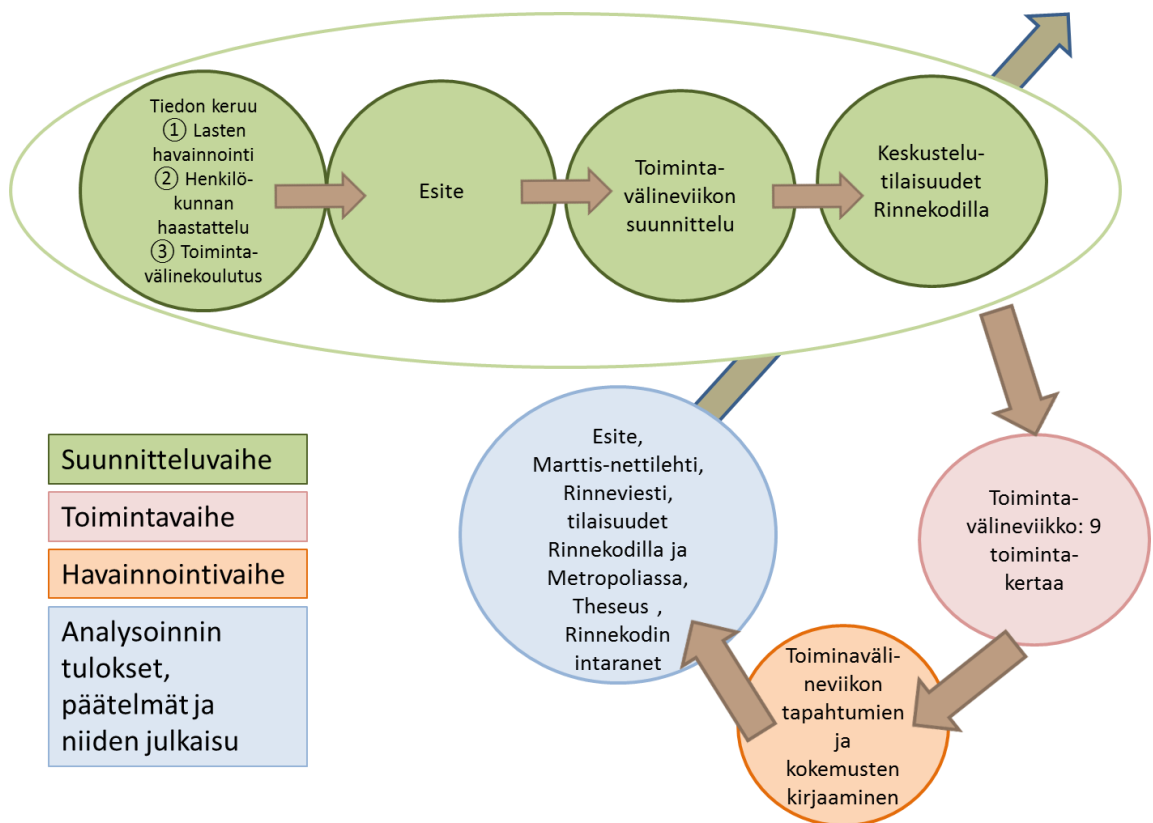 Tiedon keruu
① Lasten
havainnointi
② Henkilö-
kunnan
haastattelu
③ Toiminta-
välinekoulutus
Esite
Toiminta-
välineviikon
suunnittelu
Keskustelu-
tilaisuudet
Rinnekodilla
Suunnitteluvaihe
Toimintavaihe
Havainnointivaihe
Analysoinnin
tulokset,
päätelmät ja
niiden julkaisu
Esite,
Marttis-nettilehti,
Rinneviesti,
tilaisuudet
Rinnekodilla ja
Metropoliassa,
Theseus ,
Rinnekodin
intaranet
Toiminta-
välineviikko: 9
toiminta-
kertaa
Toiminaväli-
neviikon
tapahtumien
ja
kokemusten
kirjaaminen